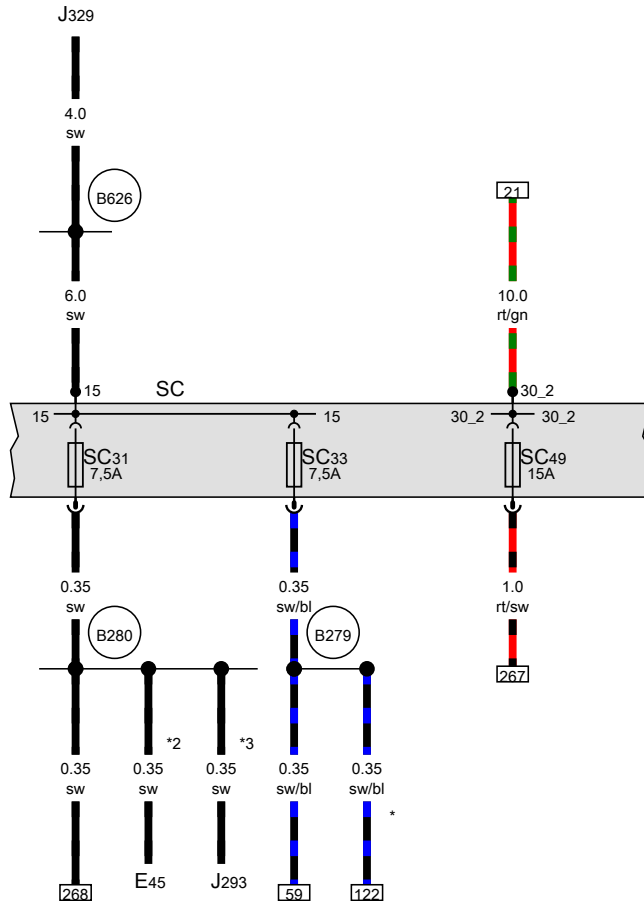 J329
4.0
sw
B626
21
6.0
sw
10.0
rt/gn
15
SC
30_2
15
15
30_2
30_2
SC31
7,5A
SC33
7,5A
SC49
15A
0.35
sw
0.35
sw/bl
1.0
rt/sw
B280
B279
267
*2
*3
0.35
sw
0.35
sw
0.35
sw
0.35
sw/bl
0.35
sw/bl
*
268
E45
J293
59
122